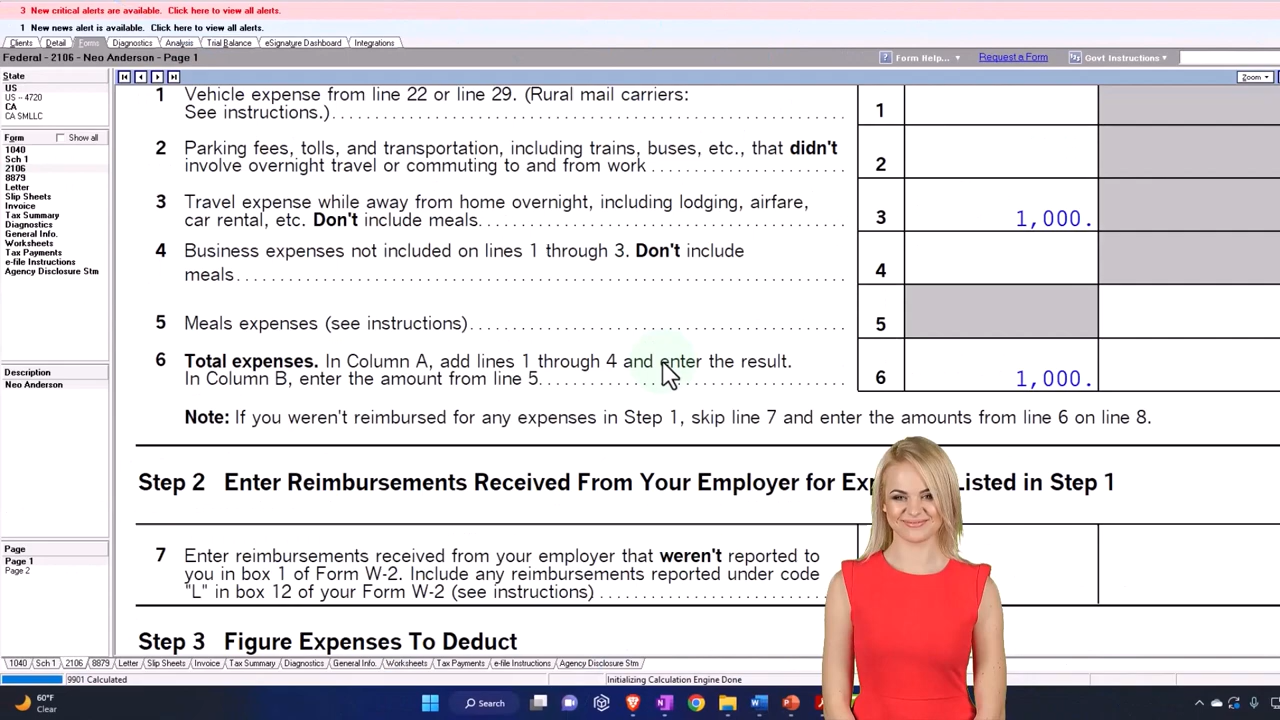 3 New critical alerts are available. Click here to view all alerts.
1 New news alert is available. Click here to view all alerts.
Clients Detail Forms Diagnostics Analysis Trial Balance eSignature Dashboard Integrations
Federal - 2106 - Neo Anderson - Page 1 Form Help... Request a Form Govt Instructions
State
US
US -- 4720
CA
CA SMLLC
Form Show all
1040
Sch 1
2106
8879
Letter
Slip Sheets
Invoice
Tax Summary
Diagnostics
General Info.
Worksheets
Tax Payments
e-file Instructions
Agency Disclosure Stm
Description
Neo Anderson
Page
Page 1
Page 2
Zoom
1 Vehicle expense from line 22 or line 29. (Rural mail carriers:
See instructions.) 1
2 Parking fees, tolls, and transportation, including trains, buses, etc., that didn't
involve overnight travel or commuting to and from work 2
3 Travel expense while away from home overnight, including lodging, airfare,
car rental, etc. Don't include meals. 3 1,000.
4 Business expenses not included on lines 1 through 3. Don't include
meals 4
5 Meals expenses (see instructions) 5
6 Total expenses. In Column A, add lines 1 through 4 and enter the result.
In Column B, enter the amount from line 5. 6 1,000.
Note: If you weren't reimbursed for any expenses in Step 1, skip line 7 and enter the amounts from line 6 on line 8.
Step 2 Enter Reimbursements Received From Your Employer for Listed in Step 1
7 Enter reimbursements received from your employer that weren't reported to
you in box 1 of Form W-2. Include any reimbursements reported under code
"L" in box 12 of your Form W-2 (see instructions)
Step 3 Figure Expenses To Deduct
1040 Sch 1 2106 8879 Letter Slip Sheets Invoice Tax Summary Diagnostics General Info. Worksheets Tax Payments e-file Instructions Agency Disclosure Stm
9901 Calculated Initializing Calculation Engine Done
60°F
Clear
Search